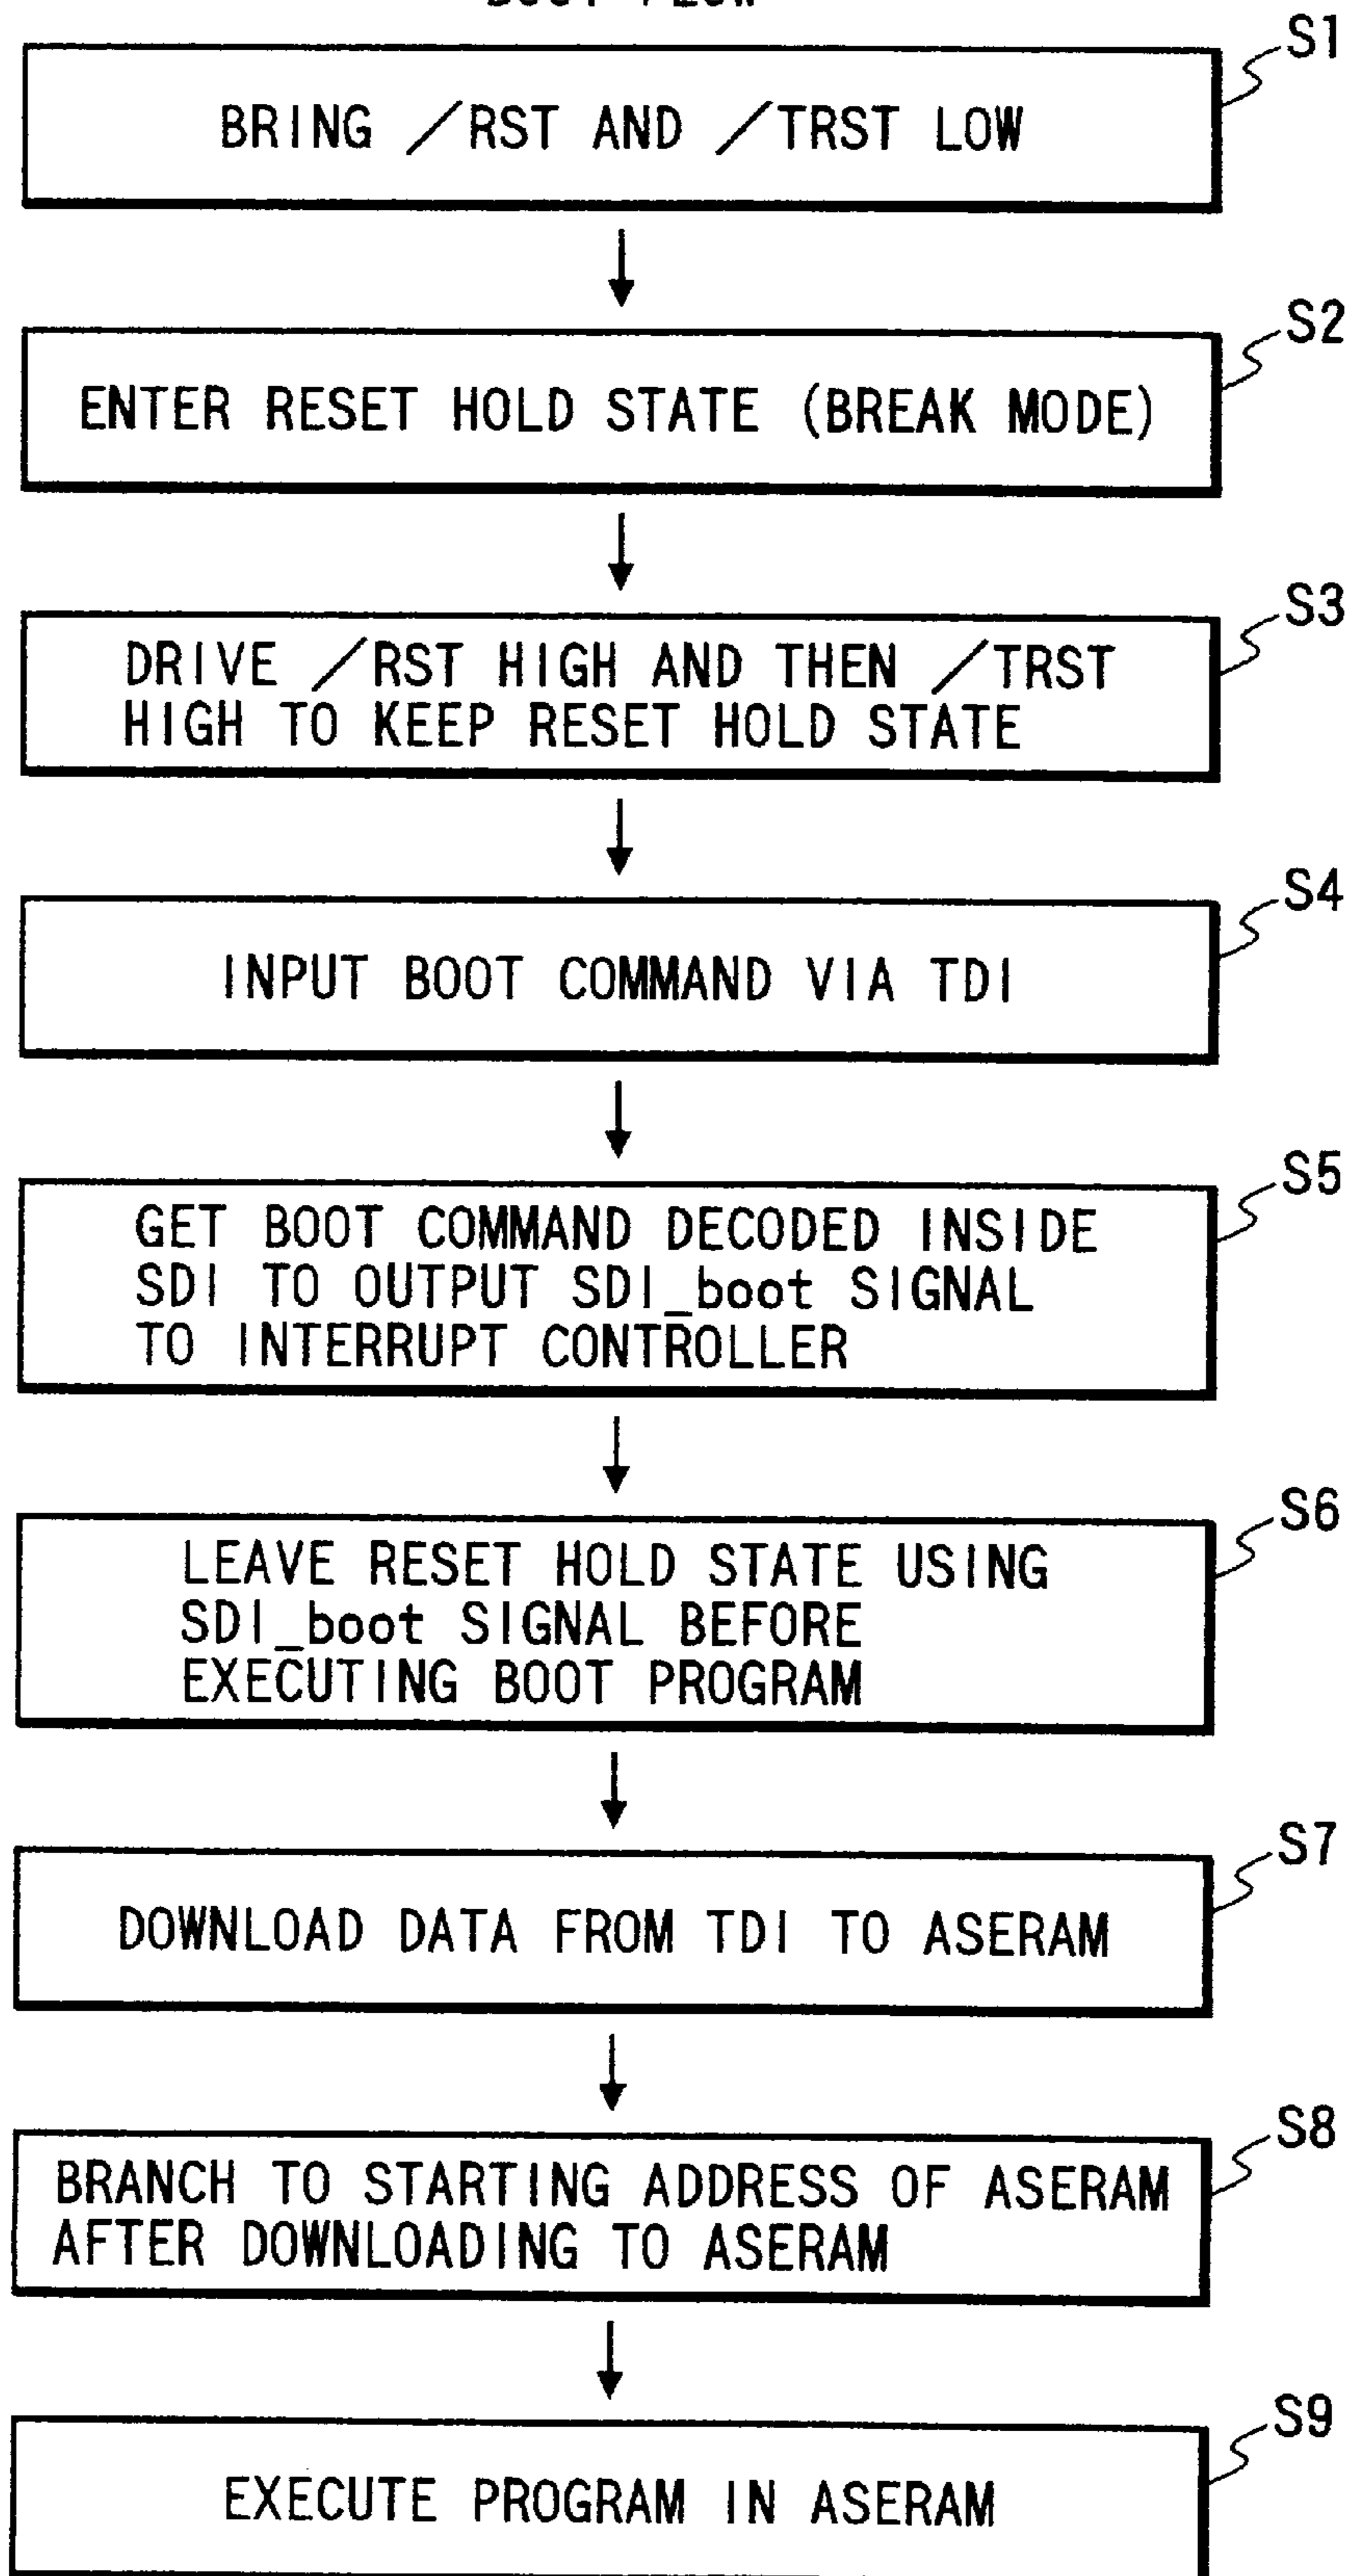 BOOT FLOW
S1
BRING /RST AND /TRST LOW
S2
ENTER RESET HOLD STATE (BREAK MODE)
S3
DRIVE /RST HIGH AND THEN /TRST
HIGH TO KEEP RESET HOLD STATE
S4
INPUT BOOT COMMAND VIA TDI
S5
GET BOOT COMMAND DECODED INSIDE
SDI TO OUTPUT SDI_boot SIGNAL
TO INTERRUPT CONTROLLER
S6
LEAVE RESET HOLD STATE USING
SDI_boot SIGNAL BEFORE
EXECUTING BOOT PROGRAM
S7
DOWNLOAD DATA FROM TDI TO ASERAM
S8
BRANCH TO STARTING ADDRESS OF ASERAM
AFTER DOWNLOADING TO ASERAM
S9
EXECUTE PROGRAM IN ASERAM